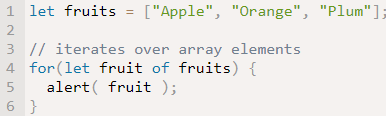 1 let fruits = ["Apple", "Orange", "Plum"];
2
3 // iterates over array elements
4 for(let fruit of fruits) {
5   alert( fruit );
6 }